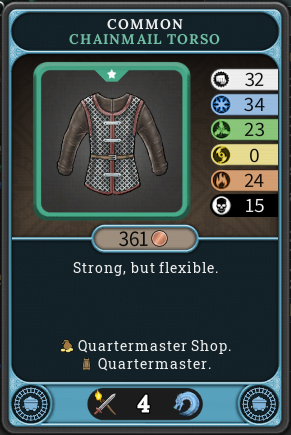 COMMON
CHAINMAIL TORSO
32
34
23
0
24
15
361
Strong, but flexible.
Quartermaster Shop.
Quartermaster.
4